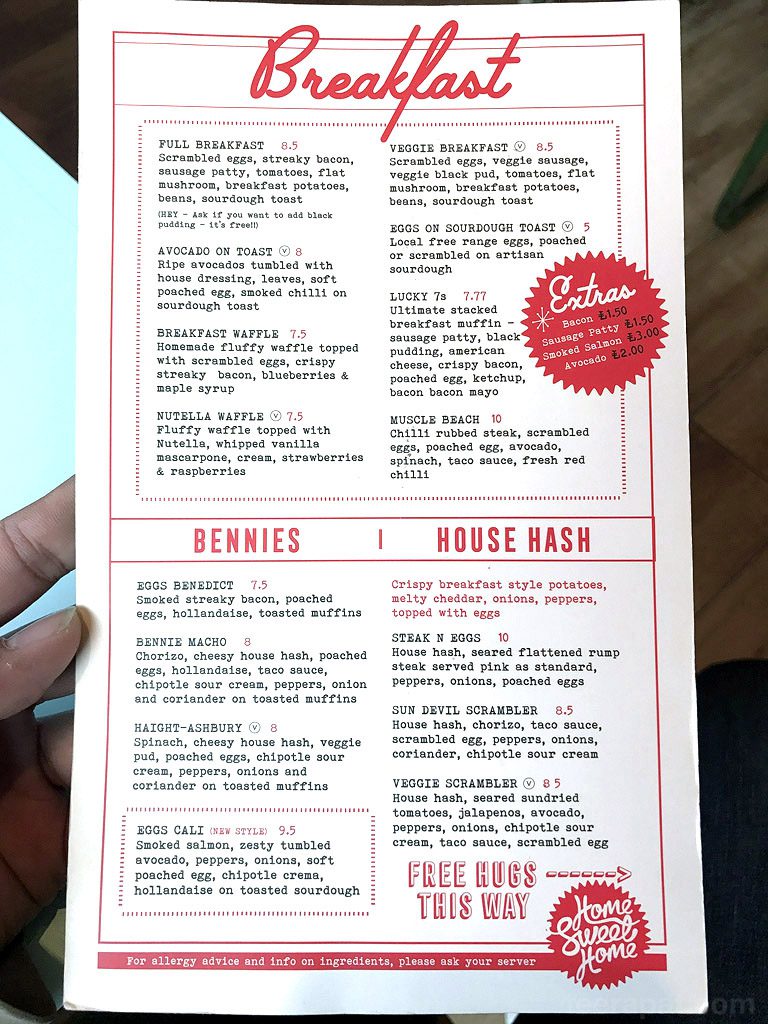 Breakfast
FULL BREAKFAST 8.5
Scrambled eggs, streaky bacon,
sausage patty, tomatoes, flat
mushroom, breakfast potatoes,
beans, sourdough toast
(HEY - Ask if you want to add black
pudding - it's free!!)
AVOCADO ON TOAST V 8
Ripe avocados tumbled with
house dressing, leaves, soft
poached egg, smoked chilli on
sourdough toast
BREAKFAST WAFFLE 7.5
Homemade fluffy waffle topped
with scrambled eggs, crispy
streaky bacon, blueberries &
maple syrup
NUTELLA WAFFLE V 7.5
Fluffy waffle topped with
Nutella, whipped vanilla
mascarpone, cream, strawberries
& raspberries
VEGGIE BREAKFAST V 8.5
Scrambled eggs, veggie sausage,
veggie black pud, tomatoes, flat
mushroom, breakfast potatoes,
beans, sourdough toast
EGGS ON SOURDOUGH TOAST V 5
Local free range eggs, poached
or scrambled on artisan
sourdough
LUCKY 7s 7.77
Ultimate stacked
breakfast muffin -
sausage patty, black
pudding, american
cheese, crispy bacon,
poached egg, ketchup,
bacon bacon mayo
MUSCLE BEACH 10
Chilli rubbed steak, scrambled
eggs, poached egg, avocado,
spinach, taco sauce, fresh red
chilli
Extras
Bacon £1.50
Sausage Patty £1.50
Smoked Salmon £3.00
Avocado £2.00
BENNIES | HOUSE HASH
EGGS BENEDICT 7.5
Smoked streaky bacon, poached
eggs, hollandaise, toasted muffins
BENNIE MACHO 8
Chorizo, cheesy house hash, poached
eggs, hollandaise, taco sauce,
chipotle sour cream, peppers, onion
and coriander on toasted muffins
HAIGHT-ASHBURY V 8
Spinach, cheesy house hash, veggie
pud, poached eggs, chipotle sour
cream, peppers, onions and
coriander on toasted muffins
EGGS CALI (NEW STYLE) 9.5
Smoked salmon, zesty tumbled
avocado, peppers, onions, soft
poached egg, chipotle crema,
hollandaise on toasted sourdough
Crispy breakfast style potatoes,
melty cheddar, onions, peppers,
topped with eggs
STEAK N EGGS 10
House hash, seared flattened rump
steak served pink as standard,
peppers, onions, poached eggs
SUN DEVIL SCRAMBLER 8.5
House hash, chorizo, taco sauce,
scrambled egg, peppers, onions,
coriander, chipotle sour cream
VEGGIE SCRAMBLER V 8 5
House hash, seared sundried
tomatoes, jalapenos, avocado,
peppers, onions, chipotle sour
cream, taco sauce, scrambled egg
FREE HUGS ------>
THIS WAY
Home
Sweet
Home
For allergy advice and info on ingredients, please ask your server